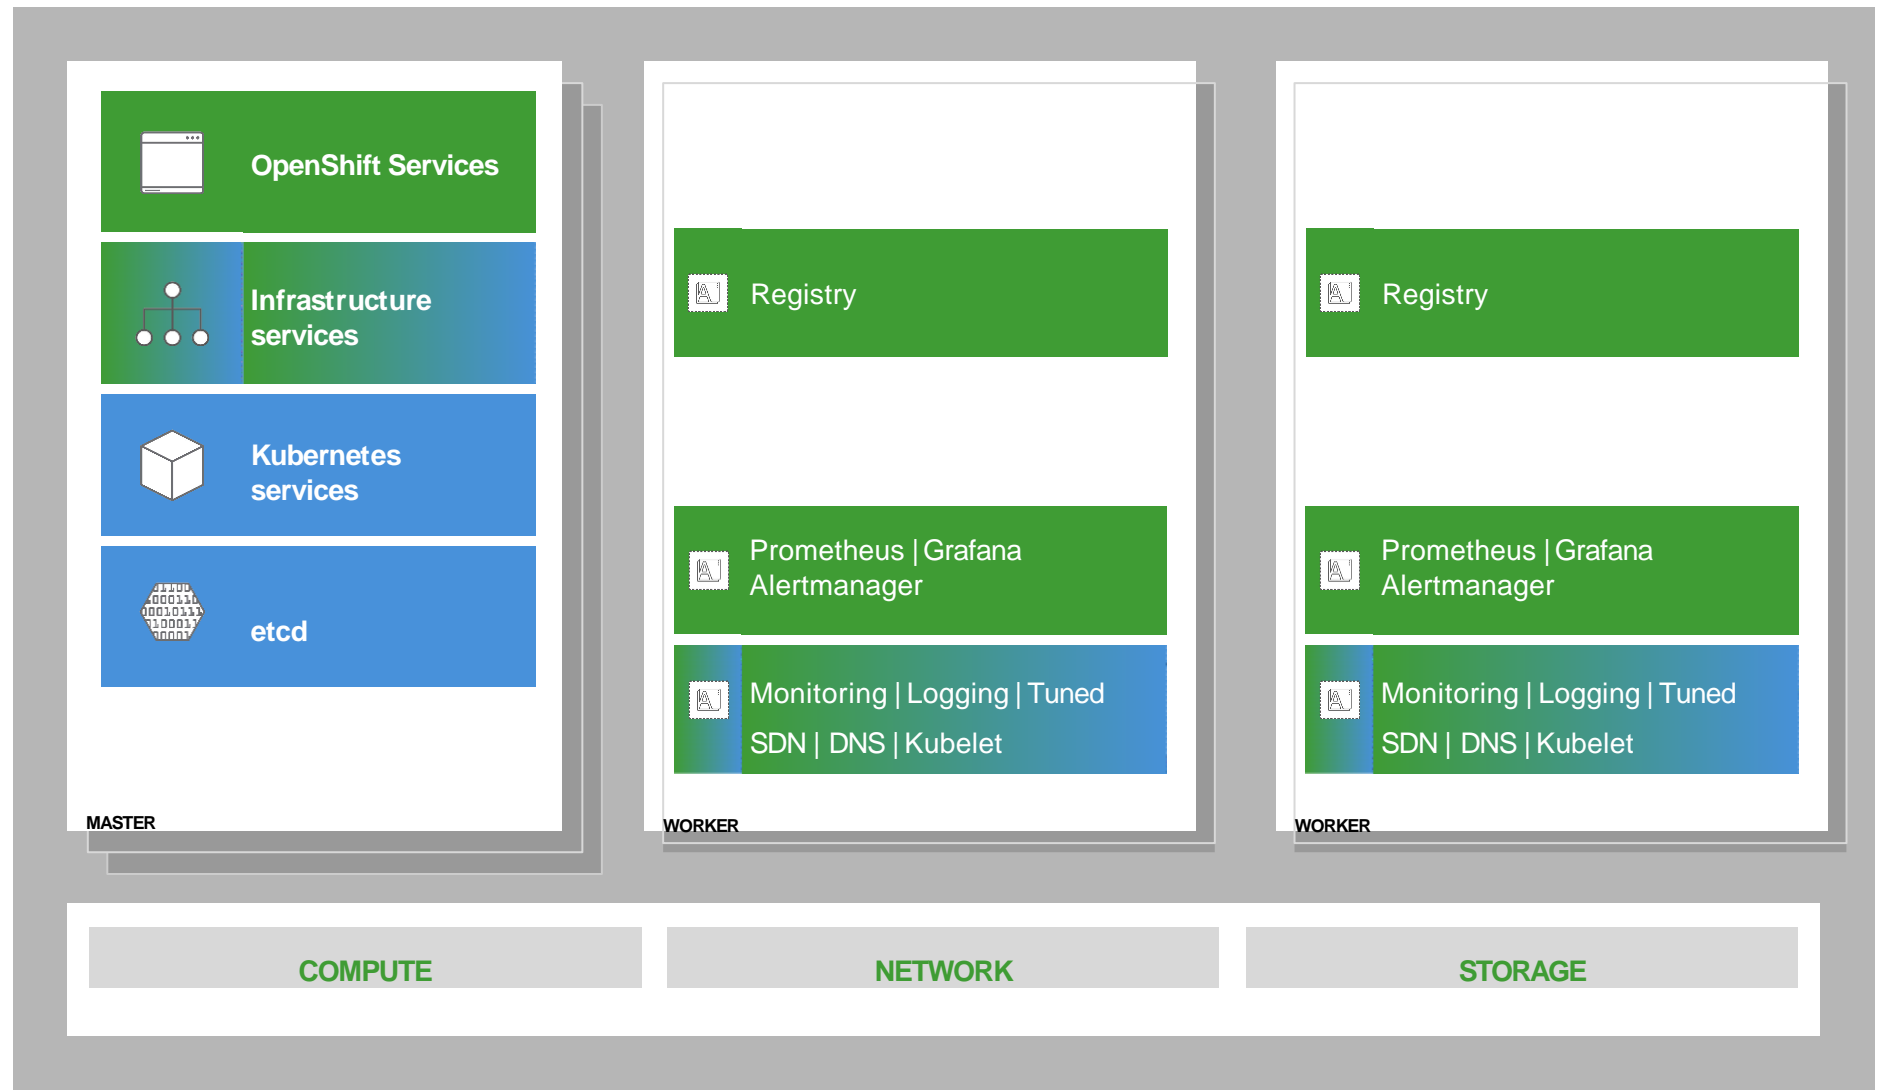 OpenShift Services
Infrastructure
services
Kubernetes
services
etcd
MASTER
Registry
Prometheus | Grafana
Alertmanager
Monitoring | Logging | Tuned
SDN | DNS | Kubelet
WORKER
Registry
Prometheus | Grafana
Alertmanager
Monitoring | Logging | Tuned
SDN | DNS | Kubelet
WORKER
COMPUTE
NETWORK
STORAGE